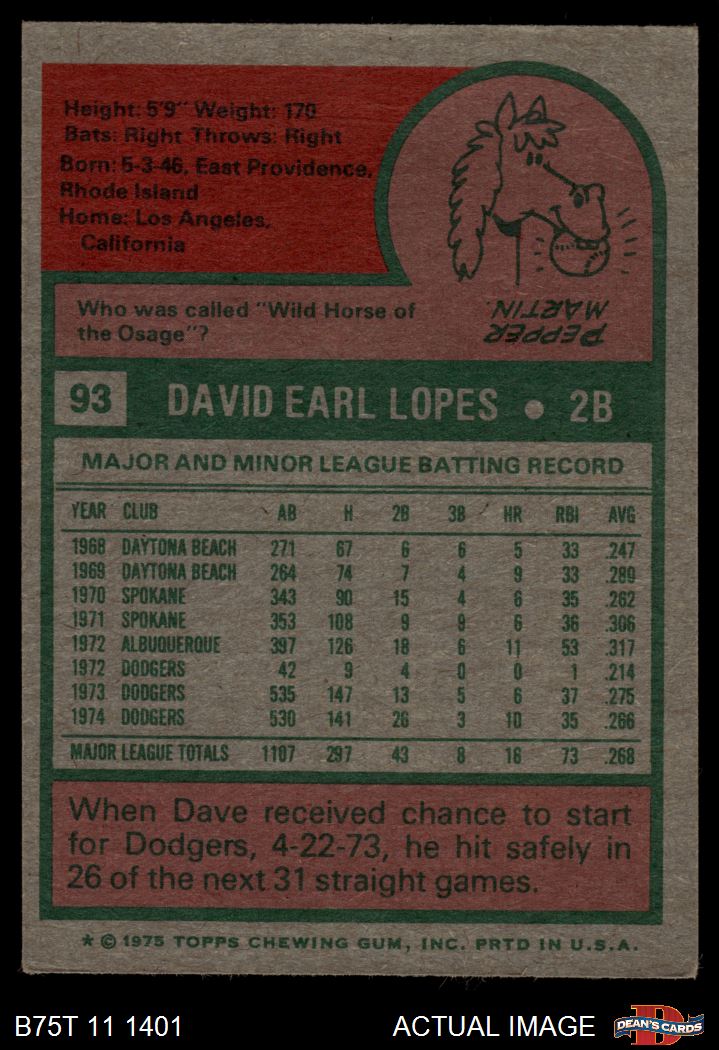 Height: 5'9" Weight: 170
Bats: Right Throws: Right
Born: 5-3-46, East Providence,
Rhode Island
Home: Los Angeles,
California
Who was called "Wild Horse of
the Osage"?
PEPPER
MARTIN.
93 DAVID EARL LOPES • 2B
MAJOR AND MINOR LEAGUE BATTING RECORD
YEAR CLUB AB H 2B 3B HR RBI AVG
1968 DAYTONA BEACH 271 67 6 6 5 33 .247
1969 DAYTONA BEACH 264 74 7 4 9 33 .280
1970 SPOKANE 343 90 15 4 6 35 .262
1971 SPOKANE 353 108 9 9 6 36 .306
1972 ALBUQUERQUE 397 126 18 6 11 53 .317
1972 DODGERS 42 9 4 0 0 1 .214
1973 DODGERS 535 147 13 5 6 37 .275
1974 DODGERS 530 141 26 3 10 35 .266
MAJOR LEAGUE TOTALS 1107 297 43 8 16 73 .268
When Dave received chance to start
for Dodgers, 4-22-73, he hit safely in
26 of the next 31 straight games.
* © 1975 TOPPS CHEWING GUM, INC. PRTD IN U.S.A.
B75T 11 1401 ACTUAL IMAGE D DEAN'S CARDS